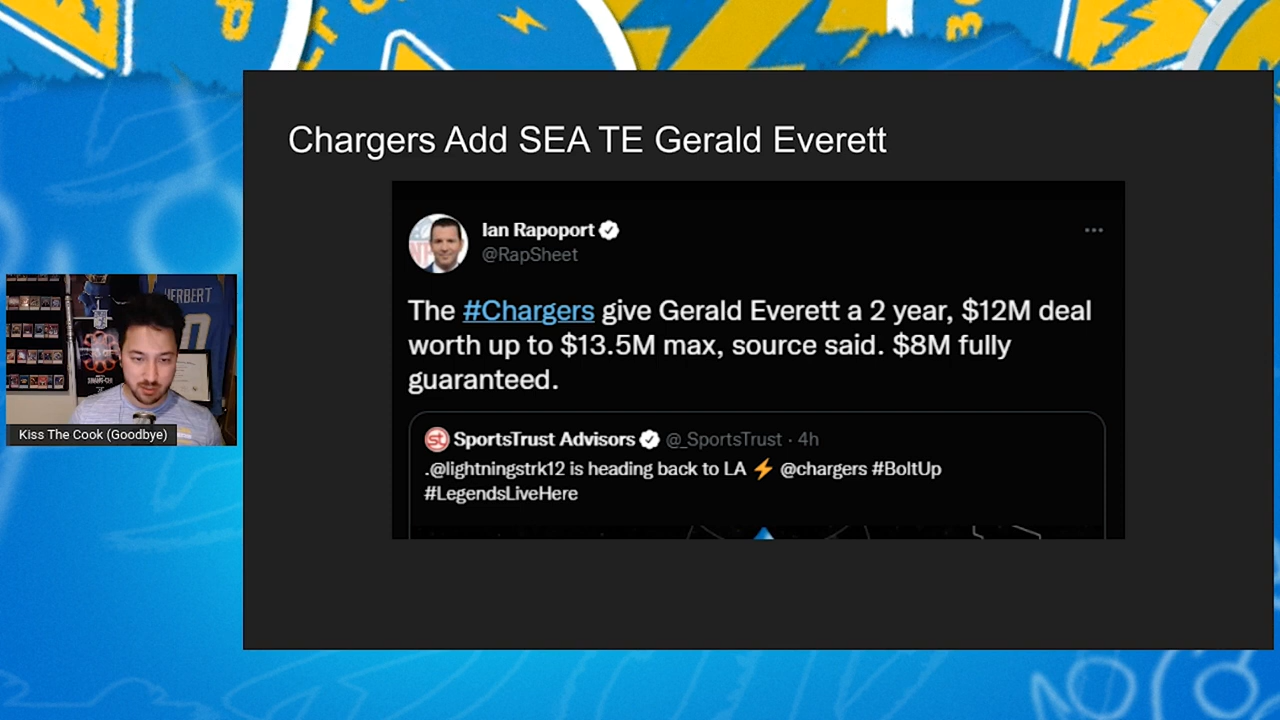 Chargers Add SEA TE Gerald Everett
Ian Rapoport
@RapSheet
The #Chargers give Gerald Everett a 2 year, $12M deal
worth up to $13.5M max, source said. $8M fully
guaranteed.
st SportsTrust Advisors @_SportsTrust · 4h
.@lightningstrk12 is heading back to LA ⚡ @chargers #BoltUp
#LegendsLiveHere
HERBERT
Kiss The Cook (Goodbye)